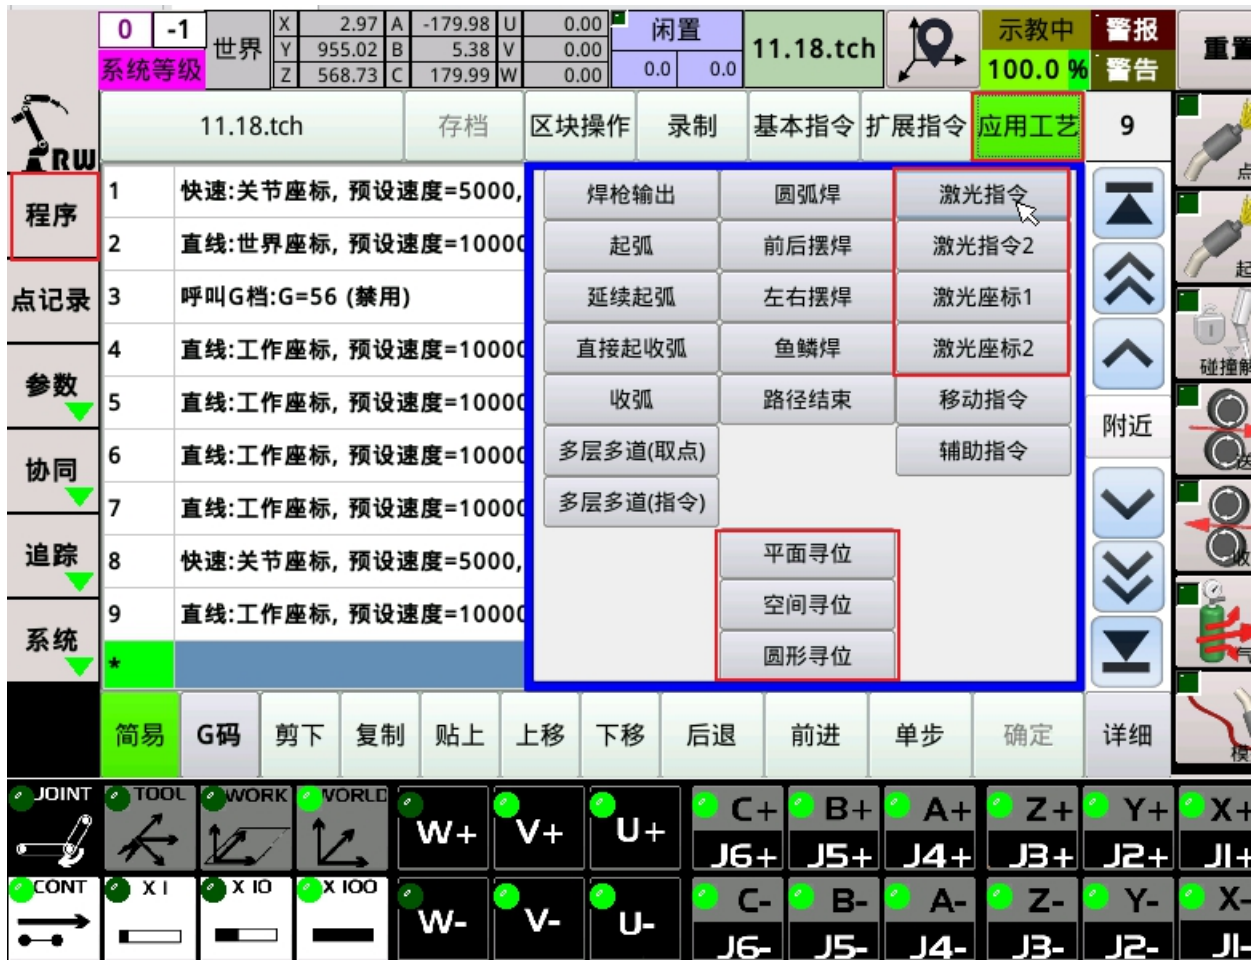 0 -1 世界 X 2.97 A -179.98 U 0.00 闲置 11.18.tch 示教中 警报 重置
Y 955.02 B 5.38 V 0.00
系统等级 Z 568.73 C 179.99 W 0.00 0.0 0.0 100.0 % 警告
RW
11.18.tch 存档 区块操作 录制 基本指令 扩展指令 应用工艺 9
程序
点记录
参数
协同
追踪
系统
1 快速:关节座标, 预设速度=5000,
2 直线:世界座标, 预设速度=10000
3 呼叫G档:G=56 (禁用)
4 直线:工作座标, 预设速度=10000
5 直线:工作座标, 预设速度=10000
6 直线:工作座标, 预设速度=10000
7 直线:工作座标, 预设速度=10000
8 快速:关节座标, 预设速度=5000,
9 直线:工作座标, 预设速度=10000
*
焊枪输出 圆弧焊 激光指令
起弧 前后摆焊 激光指令2
延续起弧 左右摆焊 激光座标1
直接起收弧 鱼鳞焊 激光座标2
收弧 路径结束 移动指令
多层多道(取点) 辅助指令
多层多道(指令)
平面寻位
空间寻位
圆形寻位
附近
点
起
碰撞解
送
收
气
模
简易 G码 剪下 复制 贴上 上移 下移 后退 前进 单步 确定 详细
JOINT TOOL WORK WORLD W+ V+ U+ C+ B+ A+ Z+ Y+ X+
J6+ J5+ J4+ J3+ J2+ J1+
CONT X 1 X 10 X 100 W- V- U- C- B- A- Z- Y- X-
J6- J5- J4- J3- J2- J1-